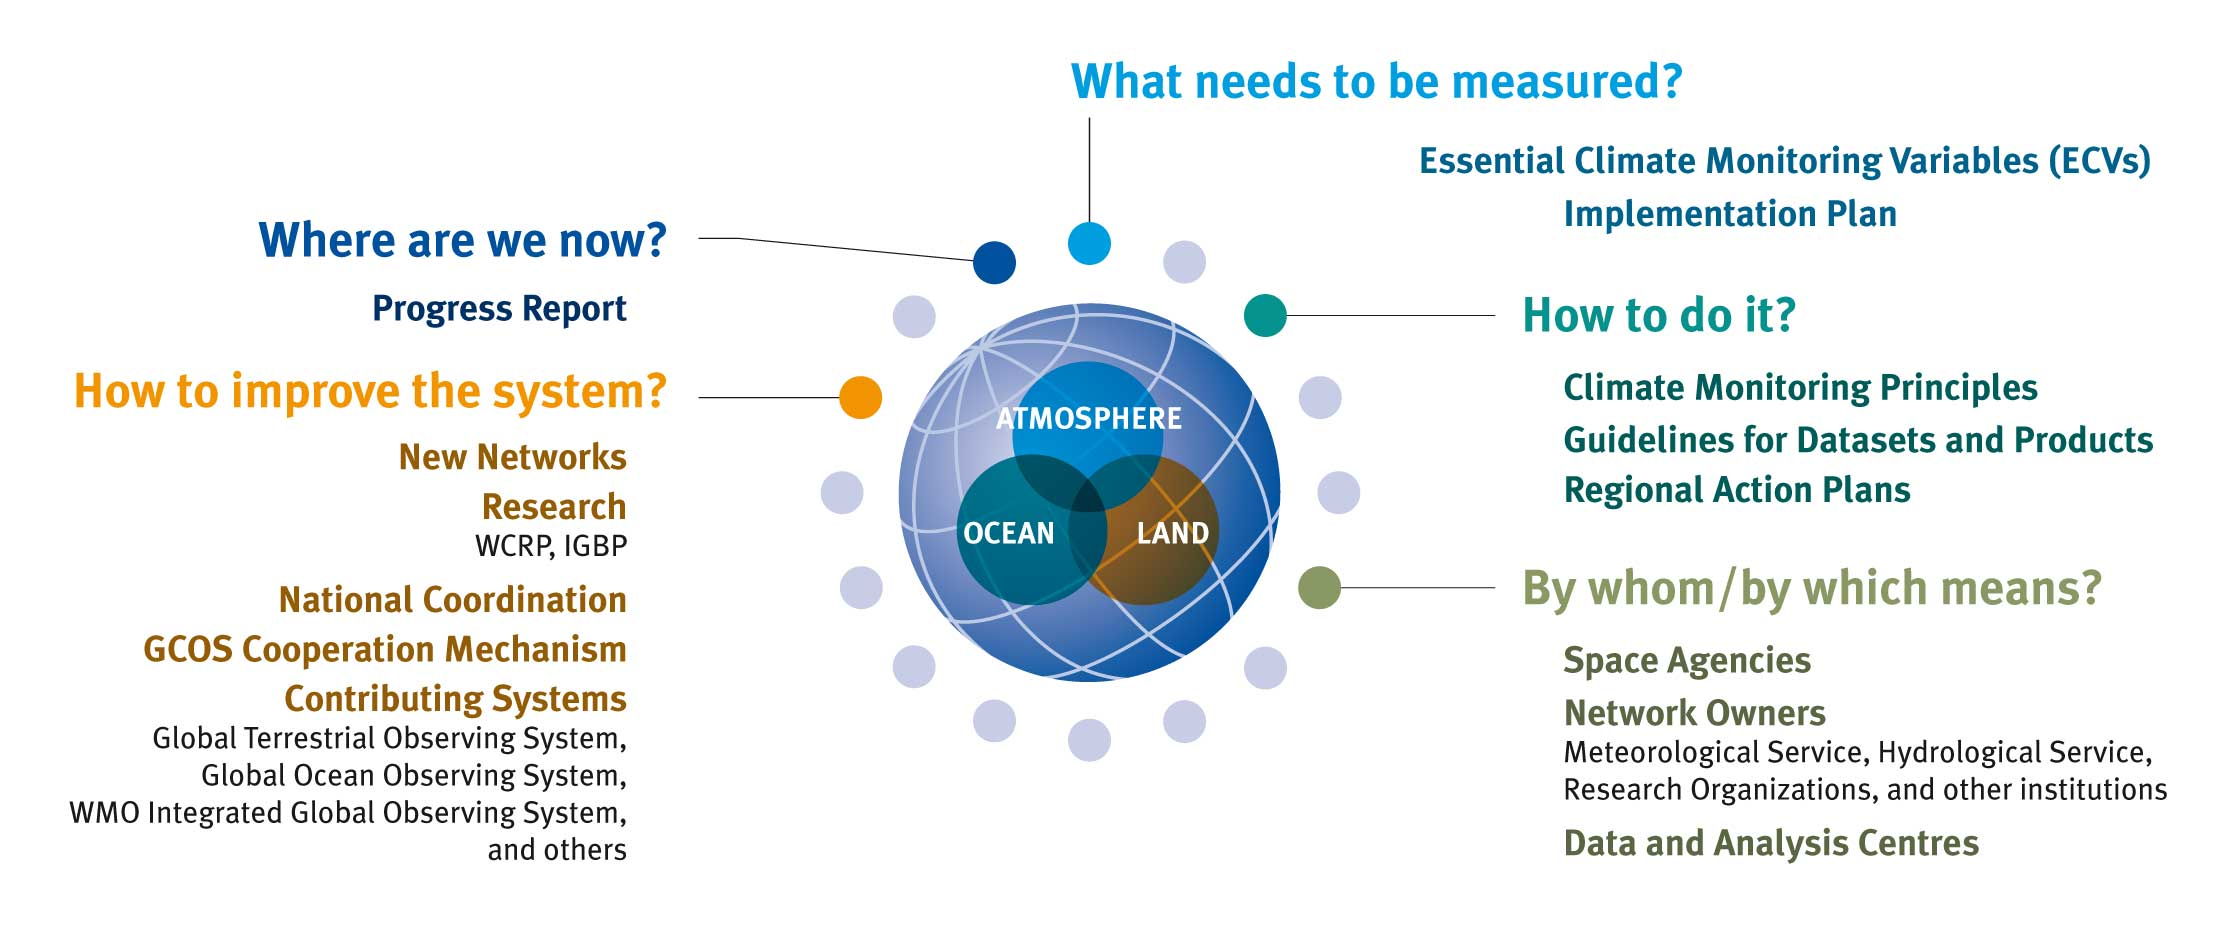 What needs to be measured?
Essential Climate Monitoring Variables (ECVs)
Implementation Plan
Where are we now?
Progress Report
How to improve the system?
New Networks
Research
WCRP, IGBP
National Coordination
GCOS Cooperation Mechanism
Contributing Systems
Global Terrestrial Observing System,
Global Ocean Observing System,
WMO Integrated Global Observing System,
and others
ATMOSPHERE
OCEAN
LAND
How to do it?
Climate Monitoring Principles
Guidelines for Datasets and Products
Regional Action Plans
By whom/by which means?
Space Agencies
Network Owners
Meteorological Service, Hydrological Service,
Research Organizations, and other institutions
Data and Analysis Centres